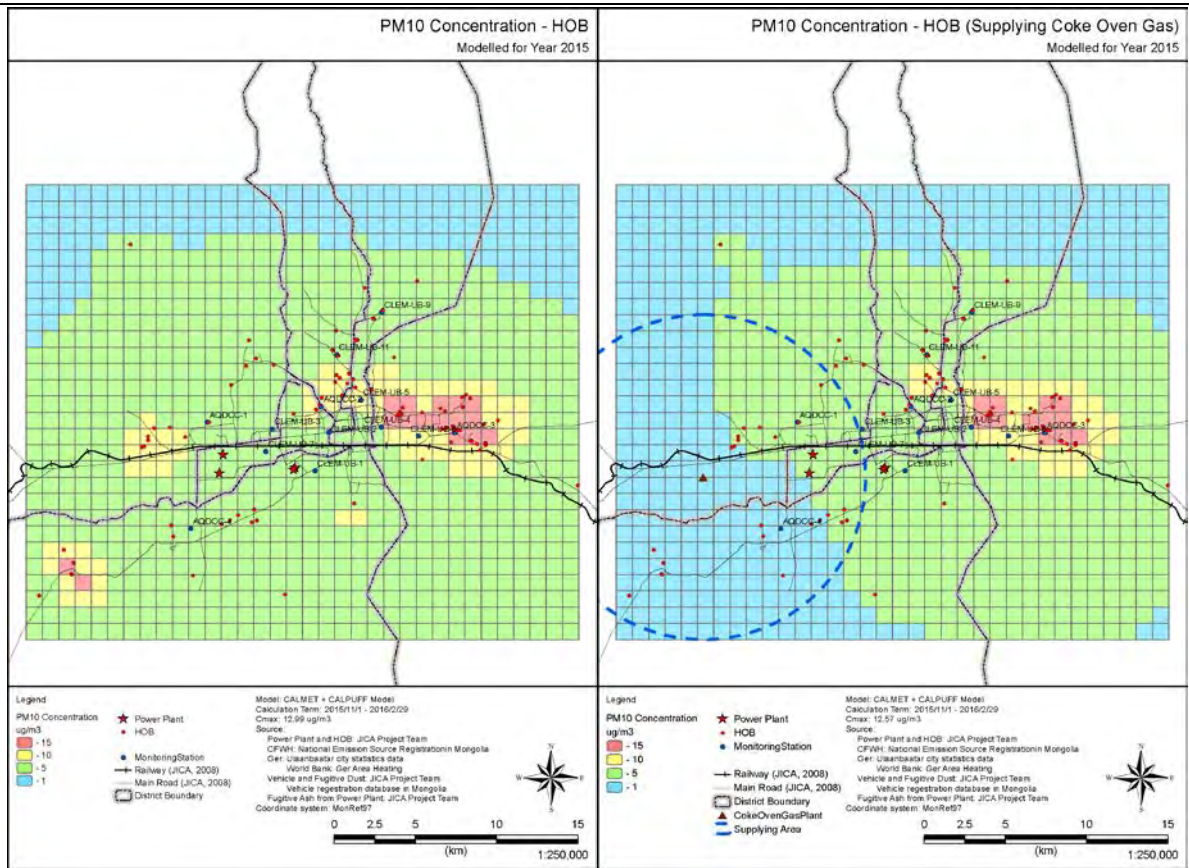 PM10 Concentration - HOB
Modelled for Year 2015
CLEM-UB-9
CLEM-UB-11
CLEM-UB-5
AQDCC-1
CLEM-UB-3
CLEM-UB-4
AQDCC-3
CLEM-UB-1
Legend
PM10 Concentration
ug/m3
- 15
- 10
- 5
- 1
Power Plant
HOB
MonitoringStation
Railway (JICA, 2008)
Main Road (JICA, 2008)
District Boundary
Model: CALMET + CALPUFF Model
Calculation Term: 2015/11/1 - 2016/2/29
Cmax: 12.99 ug/m3
Source:
Power Plant and HOB: JICA Project Team
CFWH: National Emission Source Registrationin Mongolia
Ger: Ulaanbaatar city statistics data
World Bank: Ger Area Heating
Vehicle and Fugitive Dust: JICA Project Team
Vehicle regestration database in Mongolia
Fugitive Ash from Power Plant: JICA Project Team
Coordinate system: MonRef97
N
W
E
S
0 2.5 5 10 15
(km)
1:250,000
PM10 Concentration - HOB (Supplying Coke Oven Gas)
Modelled for Year 2015
CLEM-UB-9
CLEM-UB-11
CLEM-UB-5
AQDCC-1
CLEM-UB-4
AQDCC-3
CLEM-UB-1
Legend
PM10 Concentration
ug/m3
- 15
- 10
- 5
- 1
Power Plant
HOB
MonitoringStation
Railway (JICA, 2008)
Main Road (JICA, 2008)
District Boundary
CokeOvenGasPlant
Supplying Area
Model: CALMET + CALPUFF Model
Calculation Term: 2015/11/1 - 2016/2/29
Cmax: 12.57 ug/m3
Source:
Power Plant and HOB: JICA Project Team
CFWH: National Emission Source Registrationin Mongolia
Ger: Ulaanbaatar city statistics data
World Bank: Ger Area Heating
Vehicle and Fugitive Dust: JICA Project Team
Vehicle regestration database in Mongolia
Fugitive Ash from Power Plant: JICA Project Team
Coordinate system: MonRef97
N
W
E
S
0 2.5 5 10 15
(km)
1:250,000